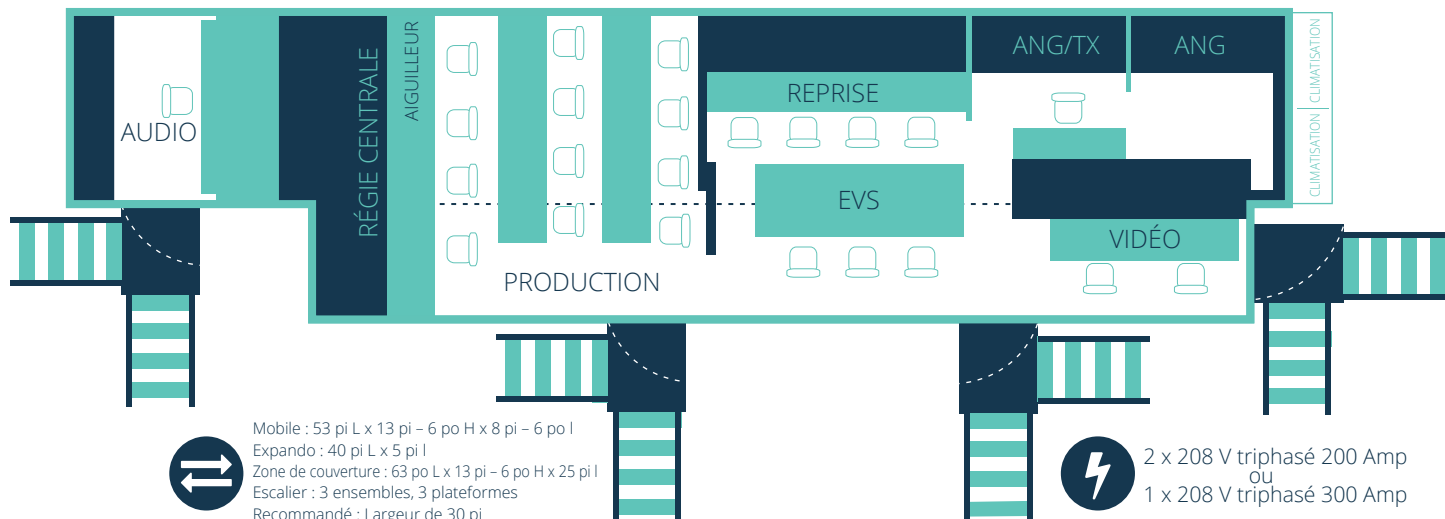 AUDIO
RÉGIE CENTRALE
AIGUILLEUR
PRODUCTION
REPRISE
EVS
ANG/TX
ANG
VIDÉO
CLIMATISATION
CLIMATISATION
Mobile : 53 pi L x 13 pi – 6 po H x 8 pi – 6 po l
Expando : 40 pi L x 5 pi l
Zone de couverture : 63 po L x 13 pi – 6 po H x 25 pi l
Escalier : 3 ensembles, 3 plateformes
Recommandé : Largeur de 30 pi
2 x 208 V triphasé 200 Amp
ou
1 x 208 V triphasé 300 Amp